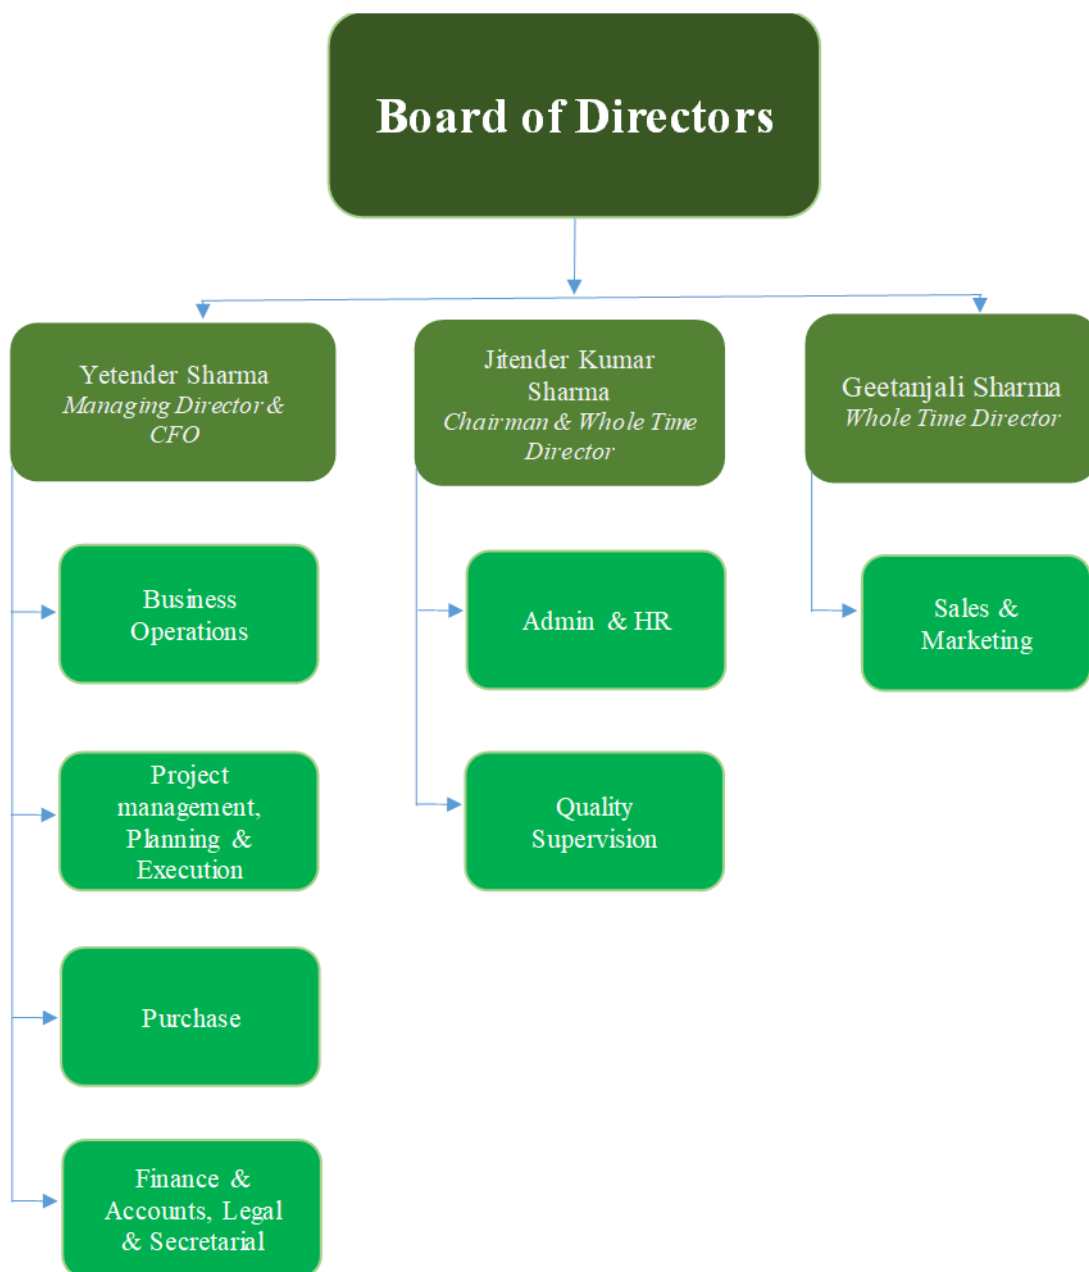 Board of Directors
Yetender Sharma
Managing Director &
CFO
Jitender Kumar
Sharma
Chairman & Whole Time
Director
Geetanjali Sharma
Whole Time Director
Business
Operations
Admin & HR
Sales &
Marketing
Project
management,
Planning &
Execution
Quality
Supervision
Purchase
Finance &
Accounts, Legal
& Secretarial